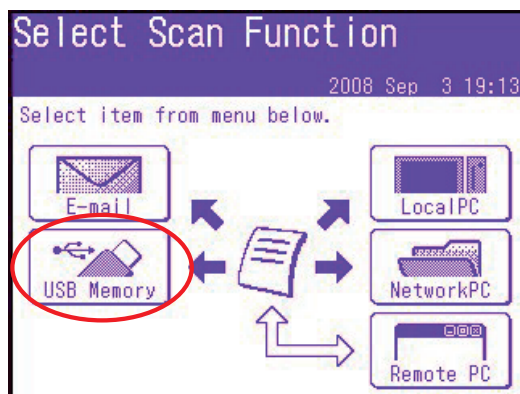 Select Scan Function
2008 Sep 3 19:13
Select item from menu below.
E-mail
LocalPC
USB Memory
NetworkPC
Remote PC